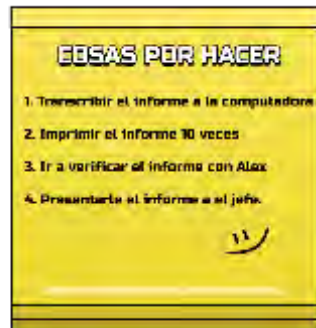 COSAS POR HACER
1. Transcribir el informe a la computadora
2. Imprimir el informe 10 veces
3. Ir a verificar el informe con Alex
4. Presentarle el informe a el jefe.